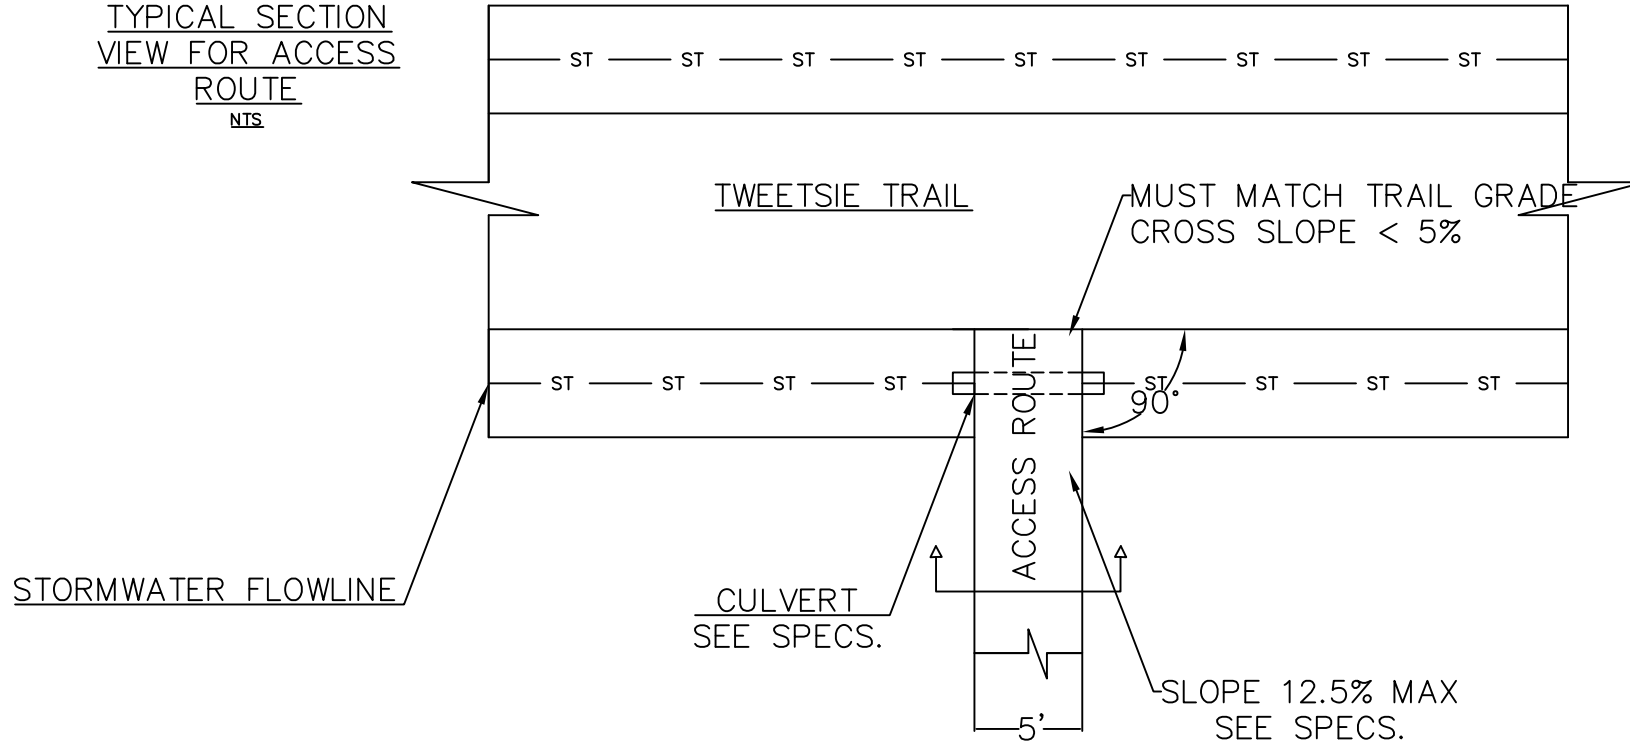 TYPICAL SECTION
VIEW FOR ACCESS
ROUTE
NTS
ST ST ST ST ST ST ST ST ST
TWEETSIE TRAIL
MUST MATCH TRAIL GRADE
CROSS SLOPE < 5%
ST ST ST ST ST ST ST ST
90°
ACCESS ROUTE
STORMWATER FLOWLINE
CULVERT
SEE SPECS.
SLOPE 12.5% MAX
SEE SPECS.
5'